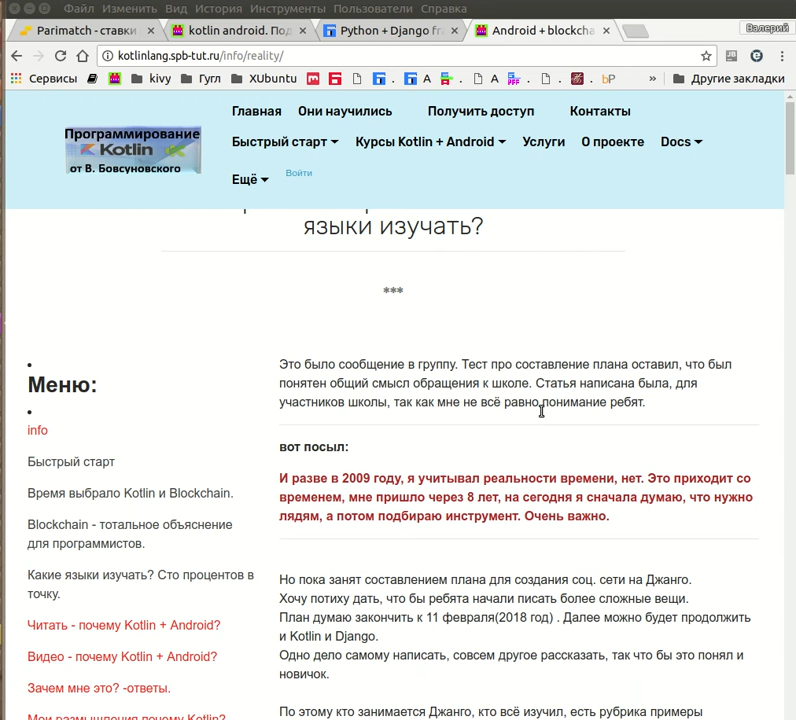 Файл Изменить Вид История Инструменты Пользователи Справка
Parimatch - ставки
kotlin android. По
Python + Django fr
Android + blockcha
Валерий
kotlinlang.spb-tut.ru/info/reality/
Сервисы
kivy
Гугл
XUbuntu
A
A
bP
»
Другие закладки
Программирование
Kotlin
от В. Бовсуновского
Главная Они научились Получить доступ Контакты
Быстрый старт Курсы Kotlin + Android Услуги О проекте Docs
Ещё Войти
языки изучать?
***
Меню:
info
Быстрый старт
Время выбрало Kotlin и Blockchain.
Blockchain - тотальное объяснение
для программистов.
Какие языки изучать? Сто процентов в
точку.
Читать - почему Kotlin + Android?
Видео - почему Kotlin + Android?
Зачем мне это? -ответы.
Мои размышления почему Kotlin?
Это было сообщение в группу. Тест про составление плана оставил, что был
понятен общий смысл обращения к школе. Статья написана была, для
участников школы, так как мне не всё равно понимание ребят.
вот посыл:
И разве в 2009 году, я учитывал реальности времени, нет. Это приходит со
временем, мне пришло через 8 лет, на сегодня я сначала думаю, что нужно
лядям, а потом подбираю инструмент. Очень важно.
Но пока занят составлением плана для создания соц. сети на Джанго.
Хочу потиху дать, что бы ребята начали писать более сложные вещи.
План думаю закончить к 11 февраля(2018 год) . Далее можно будет продолжить
и Kotlin и Django.
Одно дело самому написать, совсем другое рассказать, так что бы это понял и
новичок.
По этому кто занимается Джанго, кто всё изучил, есть рубрика примеры